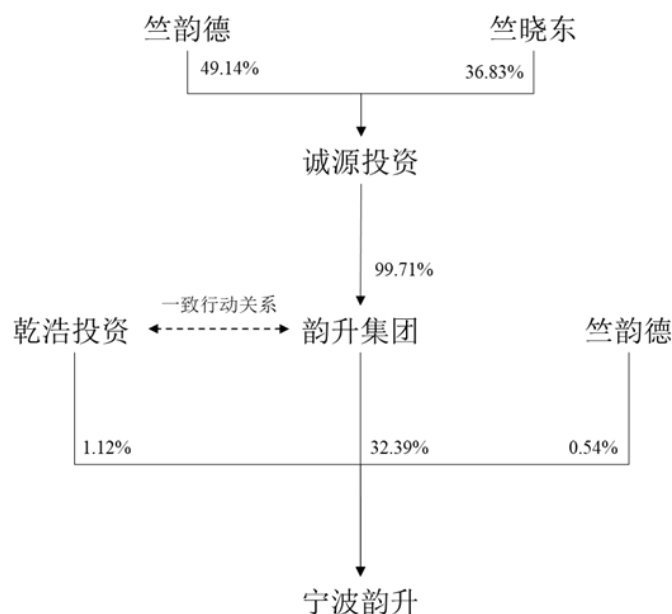 竺韵德
竺晓东
49.14%
36.83%
诚源投资
99.71%
一致行动关系
乾浩投资
韵升集团
竺韵德
1.12%
32.39%
0.54%
宁波韵升